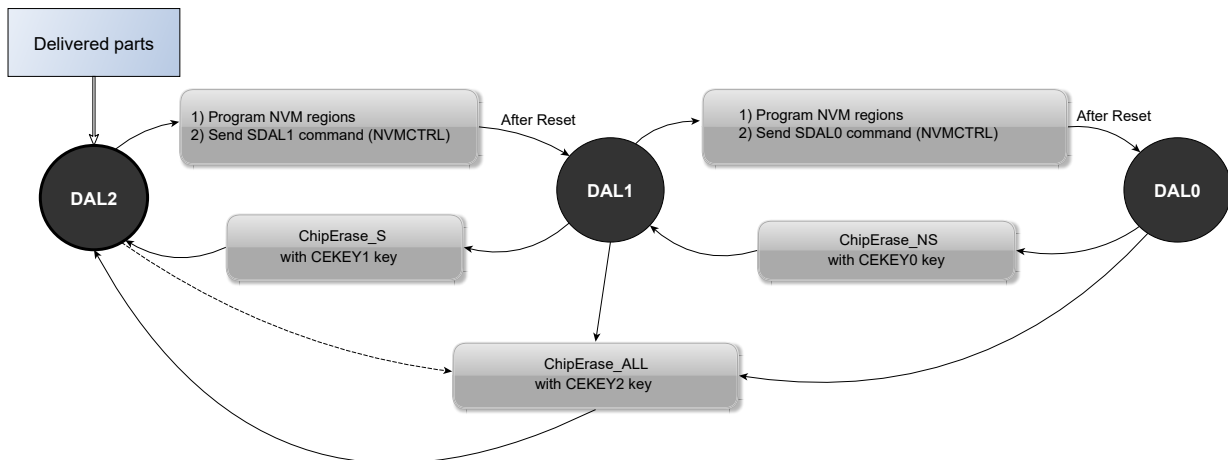 Delivered parts
1) Program NVM regions
2) Send SDAL1 command (NVMCTRL)
After Reset
1) Program NVM regions
2) Send SDAL0 command (NVMCTRL)
After Reset
DAL2
DAL1
DAL0
ChipErase_S
with CEKEY1 key
ChipErase_NS
with CEKEY0 key
ChipErase_ALL
with CEKEY2 key